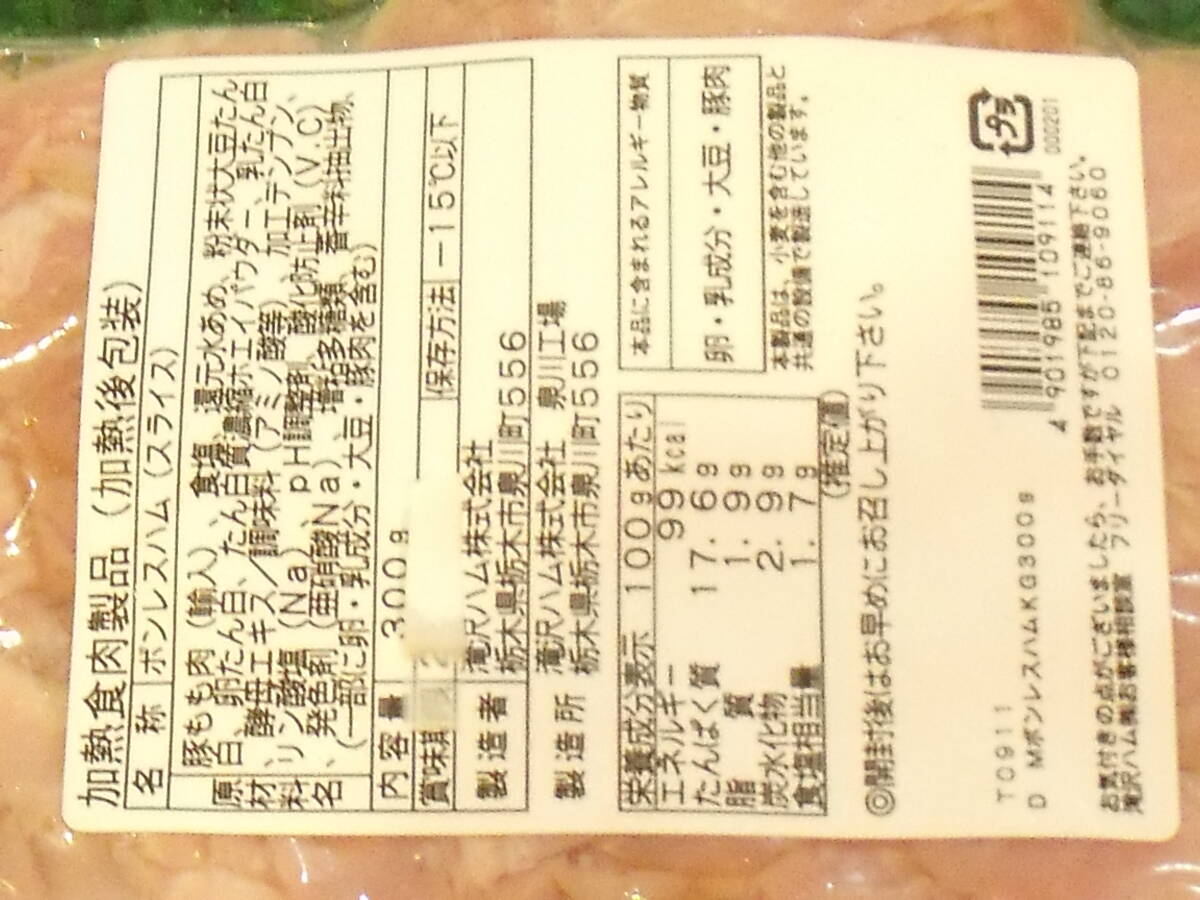 加熱食肉製品(加熱後包装)
名称 ボンレスハム(スライス)
原材料名 豚もも肉(輸入)、食塩、還元水あめ、粉末状大豆たん
白、卵たん白、たん白質濃縮ホエイパウダー、乳たん白、
酵母エキス/調味料(アミノ酸等)、加工デンプン、
リン酸塩(Na)、pH調整剤、酸化防止剤(V.C)、
発色剤(亜硝酸Na)、増粘多糖類、香辛料抽出物、
(一部に卵・乳成分・大豆・豚肉を含む)
内容量 300g
賞味期 保存方法 -15℃以下
製造者 滝沢ハム株式会社
栃木県栃木市泉川町556
製造所 滝沢ハム株式会社 泉川工場
栃木県栃木市泉川町556
栄養成分表示 100gあたり
エネルギー 99kcal
たんぱく質 17.6g
脂質 1.9g
炭水化物 2.9g
食塩相当量 1.7g
(推定値)
本品に含まれるアレルギー物質
卵・乳成分・大豆・豚肉
本製品は、小麦を含む他の製品と
共通の設備で製造しています。
◎開封後はお早めにお召し上がり下さい。
T0911
D MボンレスハムKG300g
4 901985 109114
プラ
000201
お気付きの点がございましたら、お手数ですが下記までご連絡下さい。
滝沢ハム㈱お客様相談室 フリーダイヤル 0120-86-9060